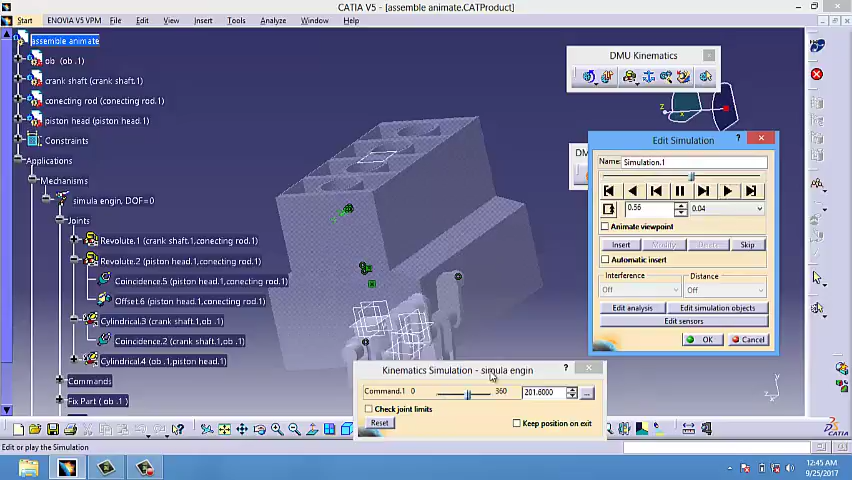 CATIA V5 - [assemble animate.CATProduct]
Start ENOVIA V5 VPM File Edit View Insert Tools Analyze Window Help
assemble animate
ob (ob .1)
crank shaft (crank shaft.1)
conecting rod (conecting rod.1)
piston head (piston head.1)
Constraints
Applications
Mechanisms
simula engin, DOF=0
Joints
Revolute.1 (crank shaft.1,conecting rod.1)
Revolute.2 (piston head.1,conecting rod.1)
Coincidence.5 (piston head.1,conecting rod.1)
Offset.6 (piston head.1,conecting rod.1)
Cylindrical.3 (crank shaft.1,ob .1)
Coincidence.2 (crank shaft.1,ob .1)
Cylindrical.4 (ob .1,piston head.1)
Commands
Fix Part ( ob .1 )
DMU Kinematics
z
x
DM
Edit Simulation
Name: Simulation.1
0.56 0.04
Animate viewpoint
Insert Modify Delete Skip
Automatic insert
Interference Distance
Off Off
Edit analysis Edit simulation objects
Edit sensors
OK Cancel
Kinematics Simulation - simula engin
Command.1 0 360 201.6000 ...
Check joint limits
Reset Keep position on exit
z
x
Edit or play the Simulation
12:45 AM
9/25/2017